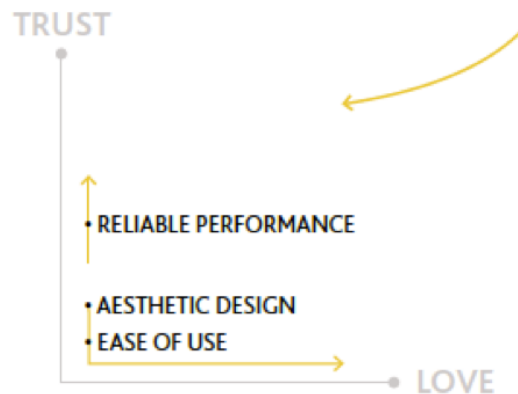 TRUST
• RELIABLE PERFORMANCE
• AESTHETIC DESIGN
• EASE OF USE
LOVE